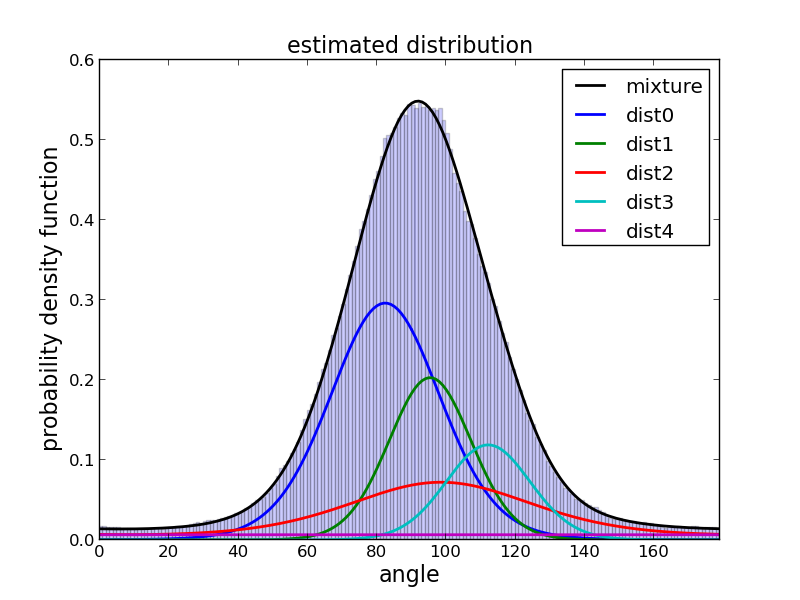 estimated distribution
probability density function
0.6
0.5
0.4
0.3
0.2
0.1
0.0
mixture
dist0
dist1
dist2
dist3
dist4
0 20 40 60 80 100 120 140 160
angle